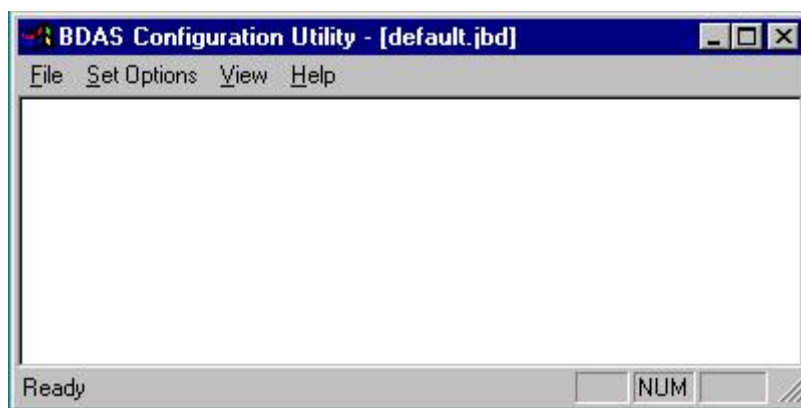 BDAS Configuration Utility - [default.jbd]
File Set Options View Help
Ready NUM